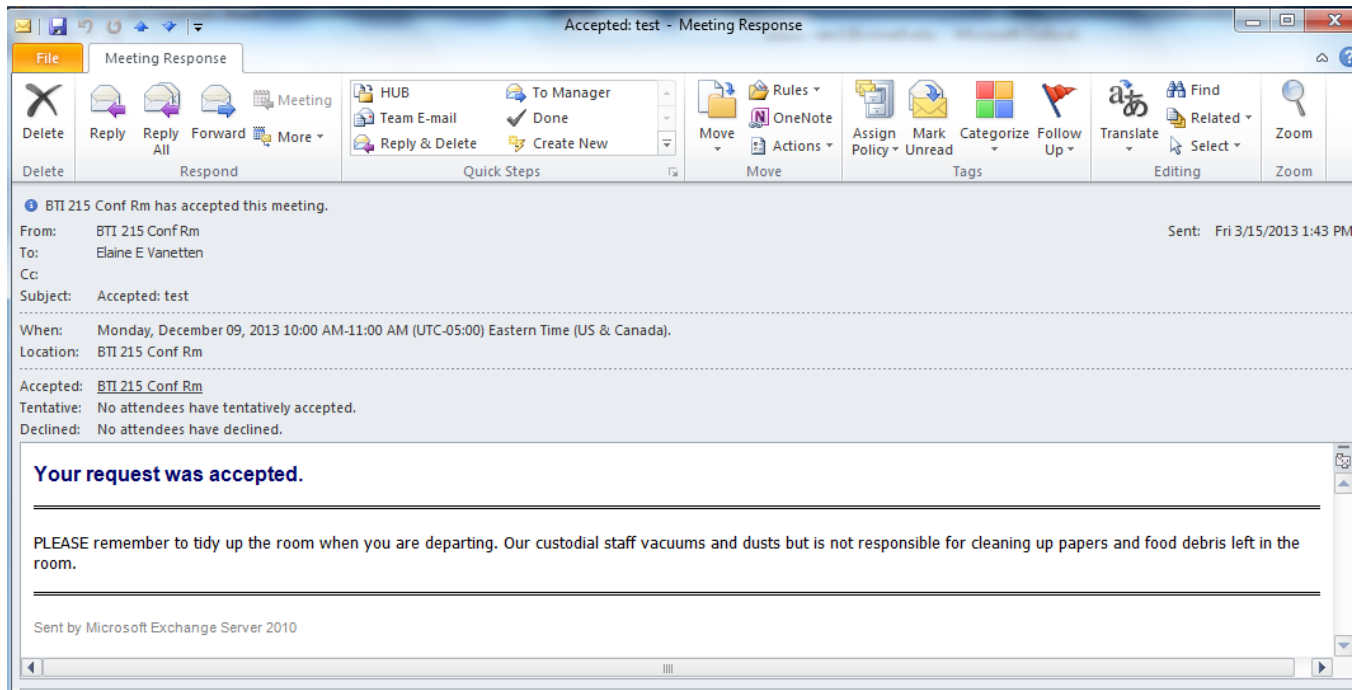 Accepted: test - Meeting Response
File
Meeting Response
Delete
Reply
Reply All
Forward
Meeting
More
HUB
Team E-mail
Reply & Delete
To Manager
Done
Create New
Move
Rules
OneNote
Actions
Assign Policy
Mark Unread
Categorize
Follow Up
Translate
Find
Related
Select
Zoom
Delete
Respond
Quick Steps
Move
Tags
Editing
Zoom
BTI 215 Conf Rm has accepted this meeting.
From: BTI 215 Conf Rm
Sent: Fri 3/15/2013 1:43 PM
To: Elaine E Vanetten
Cc:
Subject: Accepted: test
When: Monday, December 09, 2013 10:00 AM-11:00 AM (UTC-05:00) Eastern Time (US & Canada).
Location: BTI 215 Conf Rm
Accepted: BTI 215 Conf Rm
Tentative: No attendees have tentatively accepted.
Declined: No attendees have declined.
Your request was accepted.
PLEASE remember to tidy up the room when you are departing. Our custodial staff vacuums and dusts but is not responsible for cleaning up papers and food debris left in the
room.
Sent by Microsoft Exchange Server 2010